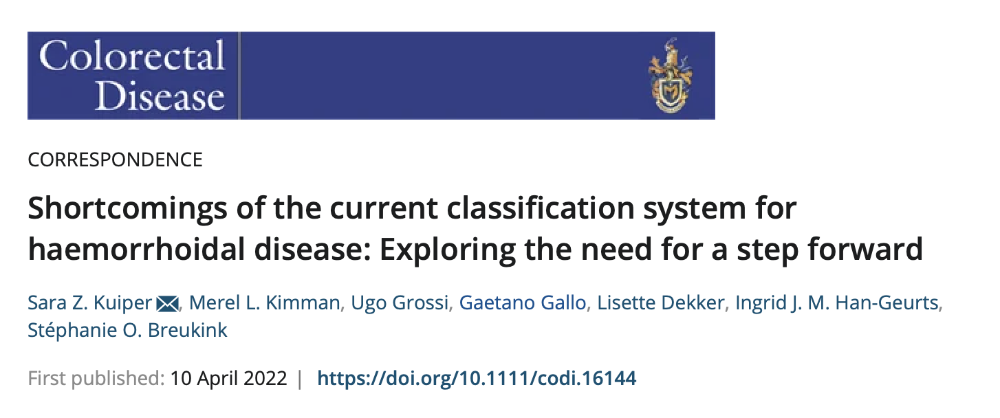 Colorectal
Disease
CORRESPONDENCE
Shortcomings of the current classification system for
haemorrhoidal disease: Exploring the need for a step forward
Sara Z. Kuiper, Merel L. Kimman, Ugo Grossi, Gaetano Gallo, Lisette Dekker, Ingrid J. M. Han-Geurts,
Stéphanie O. Breukink
First published: 10 April 2022 | https://doi.org/10.1111/codi.16144